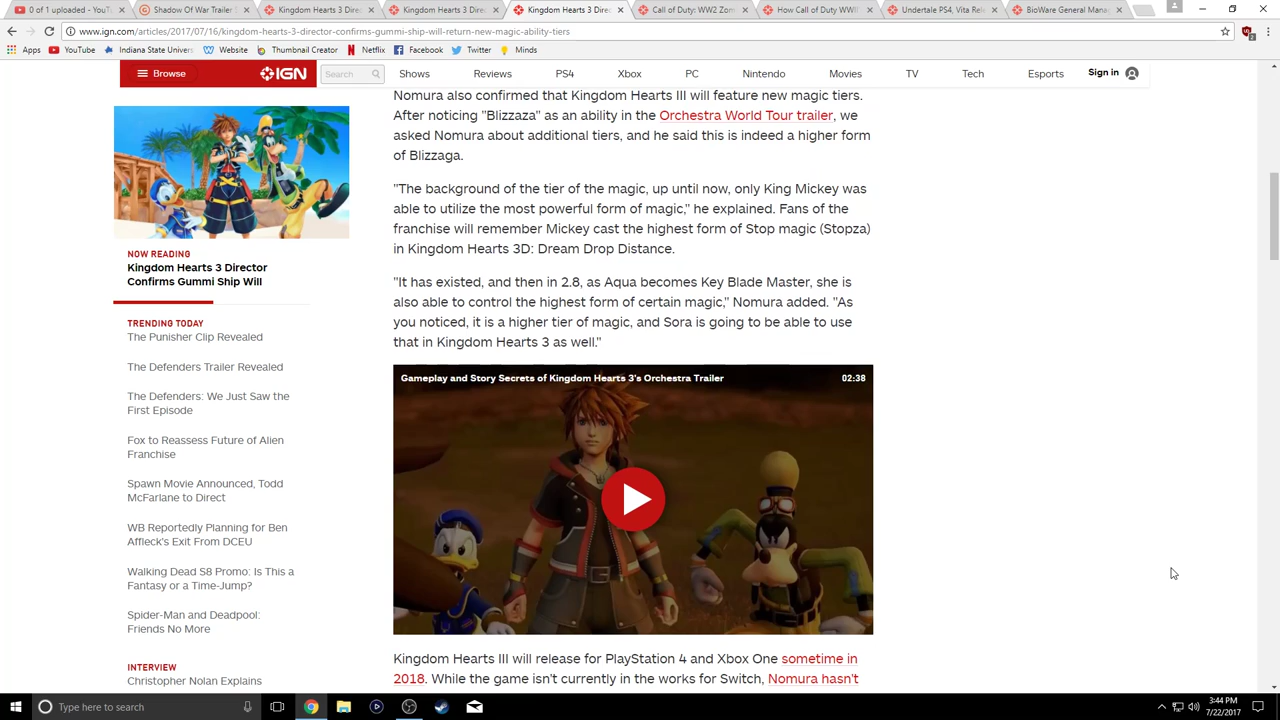 0 of 1 uploaded - YouTu
Shadow Of War Trailer
Kingdom Hearts 3 Direc
Kingdom Hearts 3 Direc
Kingdom Hearts 3 Direc
Call of Duty: WW2 Zom
How Call of Duty WWII
Undertale PS4, Vita Rele
BioWare General Mana
www.ign.com/articles/2017/07/16/kingdom-hearts-3-director-confirms-gummi-ship-will-return-new-magic-ability-tiers
Apps
YouTube
Indiana State Univers
Website
Thumbnail Creator
Netflix
Facebook
Twitter
Minds
Browse
IGN
Search
Shows
Reviews
PS4
Xbox
PC
Nintendo
Movies
TV
Tech
Esports
Sign in
NOW READING
Kingdom Hearts 3 Director
Confirms Gummi Ship Will
TRENDING TODAY
The Punisher Clip Revealed
The Defenders Trailer Revealed
The Defenders: We Just Saw the
First Episode
Fox to Reassess Future of Alien
Franchise
Spawn Movie Announced, Todd
McFarlane to Direct
WB Reportedly Planning for Ben
Affleck's Exit From DCEU
Walking Dead S8 Promo: Is This a
Fantasy or a Time-Jump?
Spider-Man and Deadpool:
Friends No More
INTERVIEW
Christopher Nolan Explains
Nomura also confirmed that Kingdom Hearts III will feature new magic tiers.
After noticing "Blizzaza" as an ability in the Orchestra World Tour trailer, we
asked Nomura about additional tiers, and he said this is indeed a higher form
of Blizzaga.
"The background of the tier of the magic, up until now, only King Mickey was
able to utilize the most powerful form of magic," he explained. Fans of the
franchise will remember Mickey cast the highest form of Stop magic (Stopza)
in Kingdom Hearts 3D: Dream Drop Distance.
"It has existed, and then in 2.8, as Aqua becomes Key Blade Master, she is
also able to control the highest form of certain magic," Nomura added. "As
you noticed, it is a higher tier of magic, and Sora is going to be able to use
that in Kingdom Hearts 3 as well."
Gameplay and Story Secrets of Kingdom Hearts 3's Orchestra Trailer
02:38
Kingdom Hearts III will release for PlayStation 4 and Xbox One sometime in
2018. While the game isn't currently in the works for Switch, Nomura hasn't
Type here to search
3:44 PM
7/22/2017